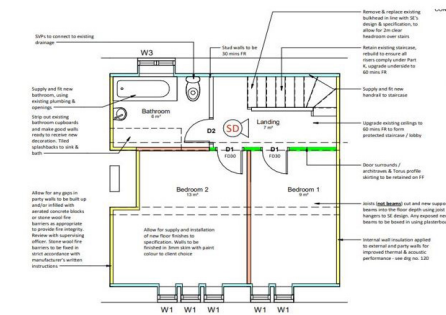 SVPs to connect to existing
drainage
Stud walls to be
30 mins FR
Remove & replace existing
bulkhead in line with SE's
design & specification, to
allow for 2m clear
headroom over stairs
Retain existing staircase,
rebuild to ensure all
risers comply under Part
K, upgrade underside to
60 mins FR
W3
Supply and fit new
bathroom, using
existing plumbing &
openings
Supply and fit new
handrail to staircase
Bathroom
6 m²
Landing
7 m²
D2
SD
Strip out existing
bathroom cupboards
and make good walls
ready to receive new
decoration. Tiled
splashbacks to sink &
bath
Upgrade existing ceilings to
60 mins FR to form
protected staircase / lobby
D1
FD30
D1
FD30
Door surrounds /
architraves & Torus profile
skirting to be retained on FF
Bedroom 2
13 m²
Bedroom 1
9 m²
Allow for any gaps in
party walls to be built up
and/or infilled with
aerated concrete blocks
or stone wool fire
barriers as appropriate
to provide fire integrity.
Review with supervising
officer. Stone wool fire
barriers to be fixed in
strict accordance with
manufacturer's written
instructions.
Allow for supply and installation
of new floor finishes to
specification. Walls to be
finished in 3mm skim with paint
colour to client choice
Joists (not beams) out and new suppo
beams into the floor depth using joist
hangers to SE design. Any exposed new
beams to be boxed in using plasterboa
Internal wall insulation applied
to external and party walls for
improved thermal & acoustic
performance - see drg no. 120
W1 W1 W1 W1 W1